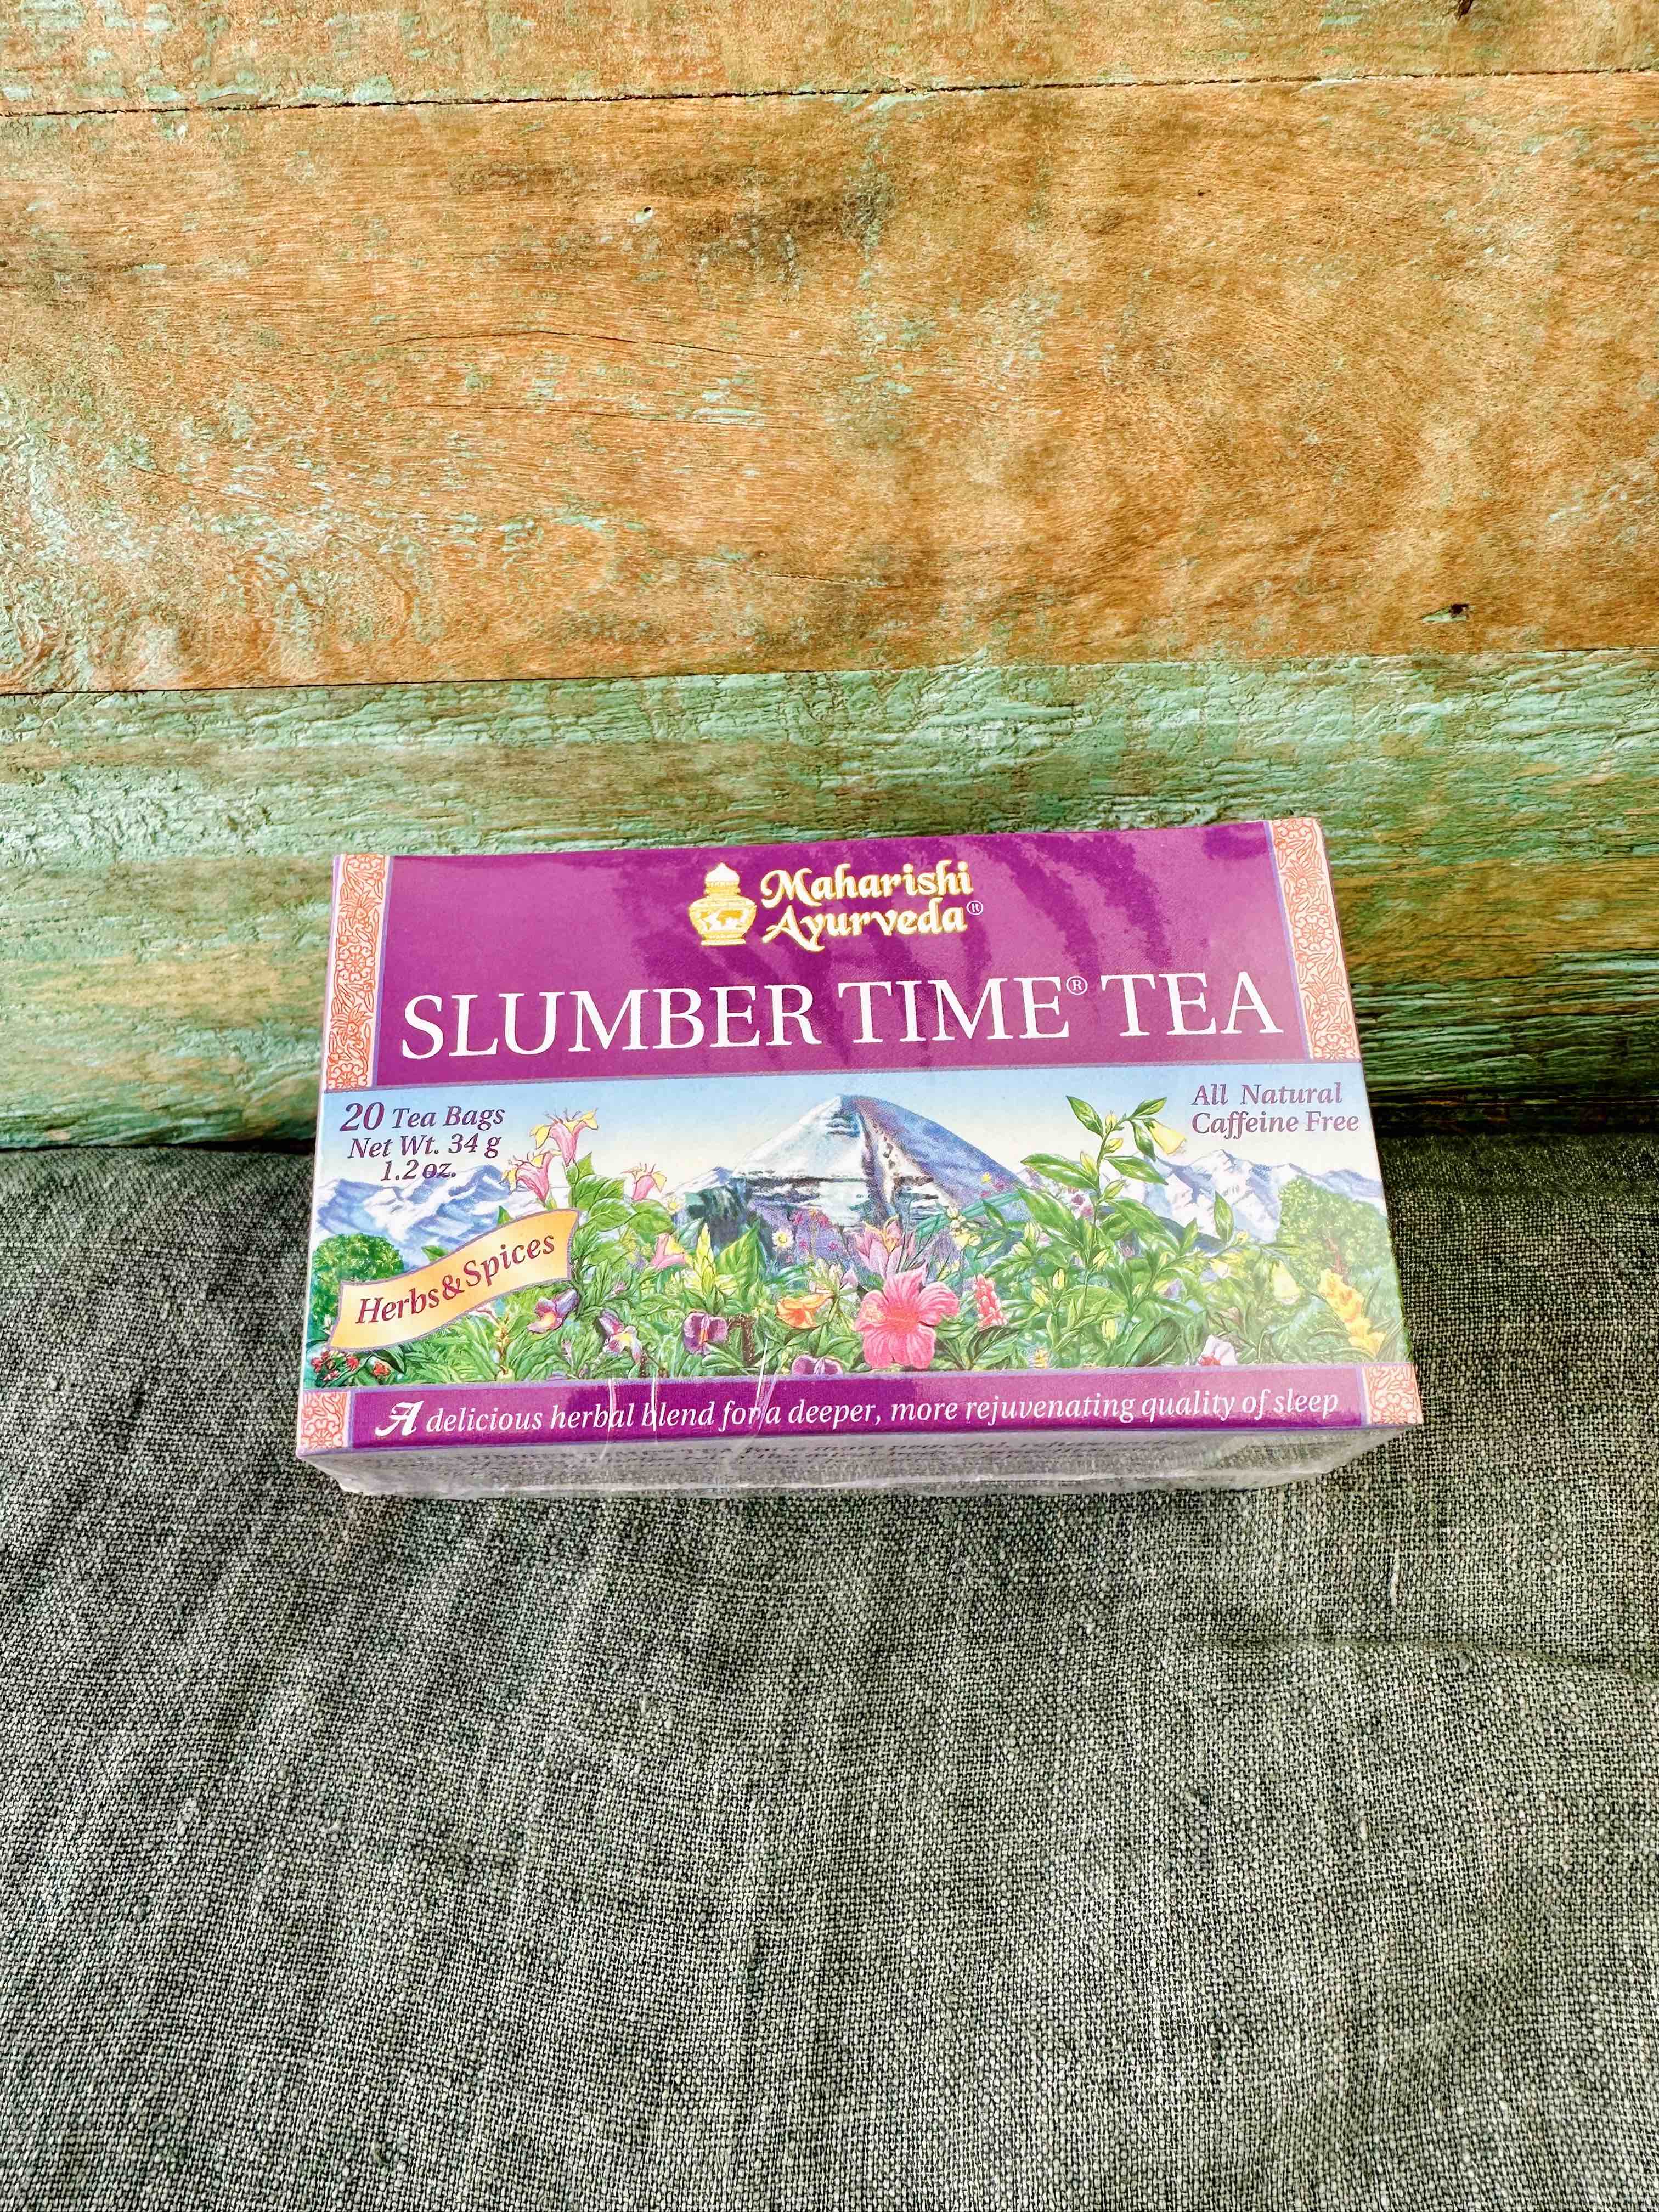 Maharishi
Ayurveda®
SLUMBER TIME® TEA
20 Tea Bags
Net Wt. 34 g
1.2 oz.
All Natural
Caffeine Free
Herbs & Spices
A delicious herbal blend for a deeper, more rejuvenating quality of sleep